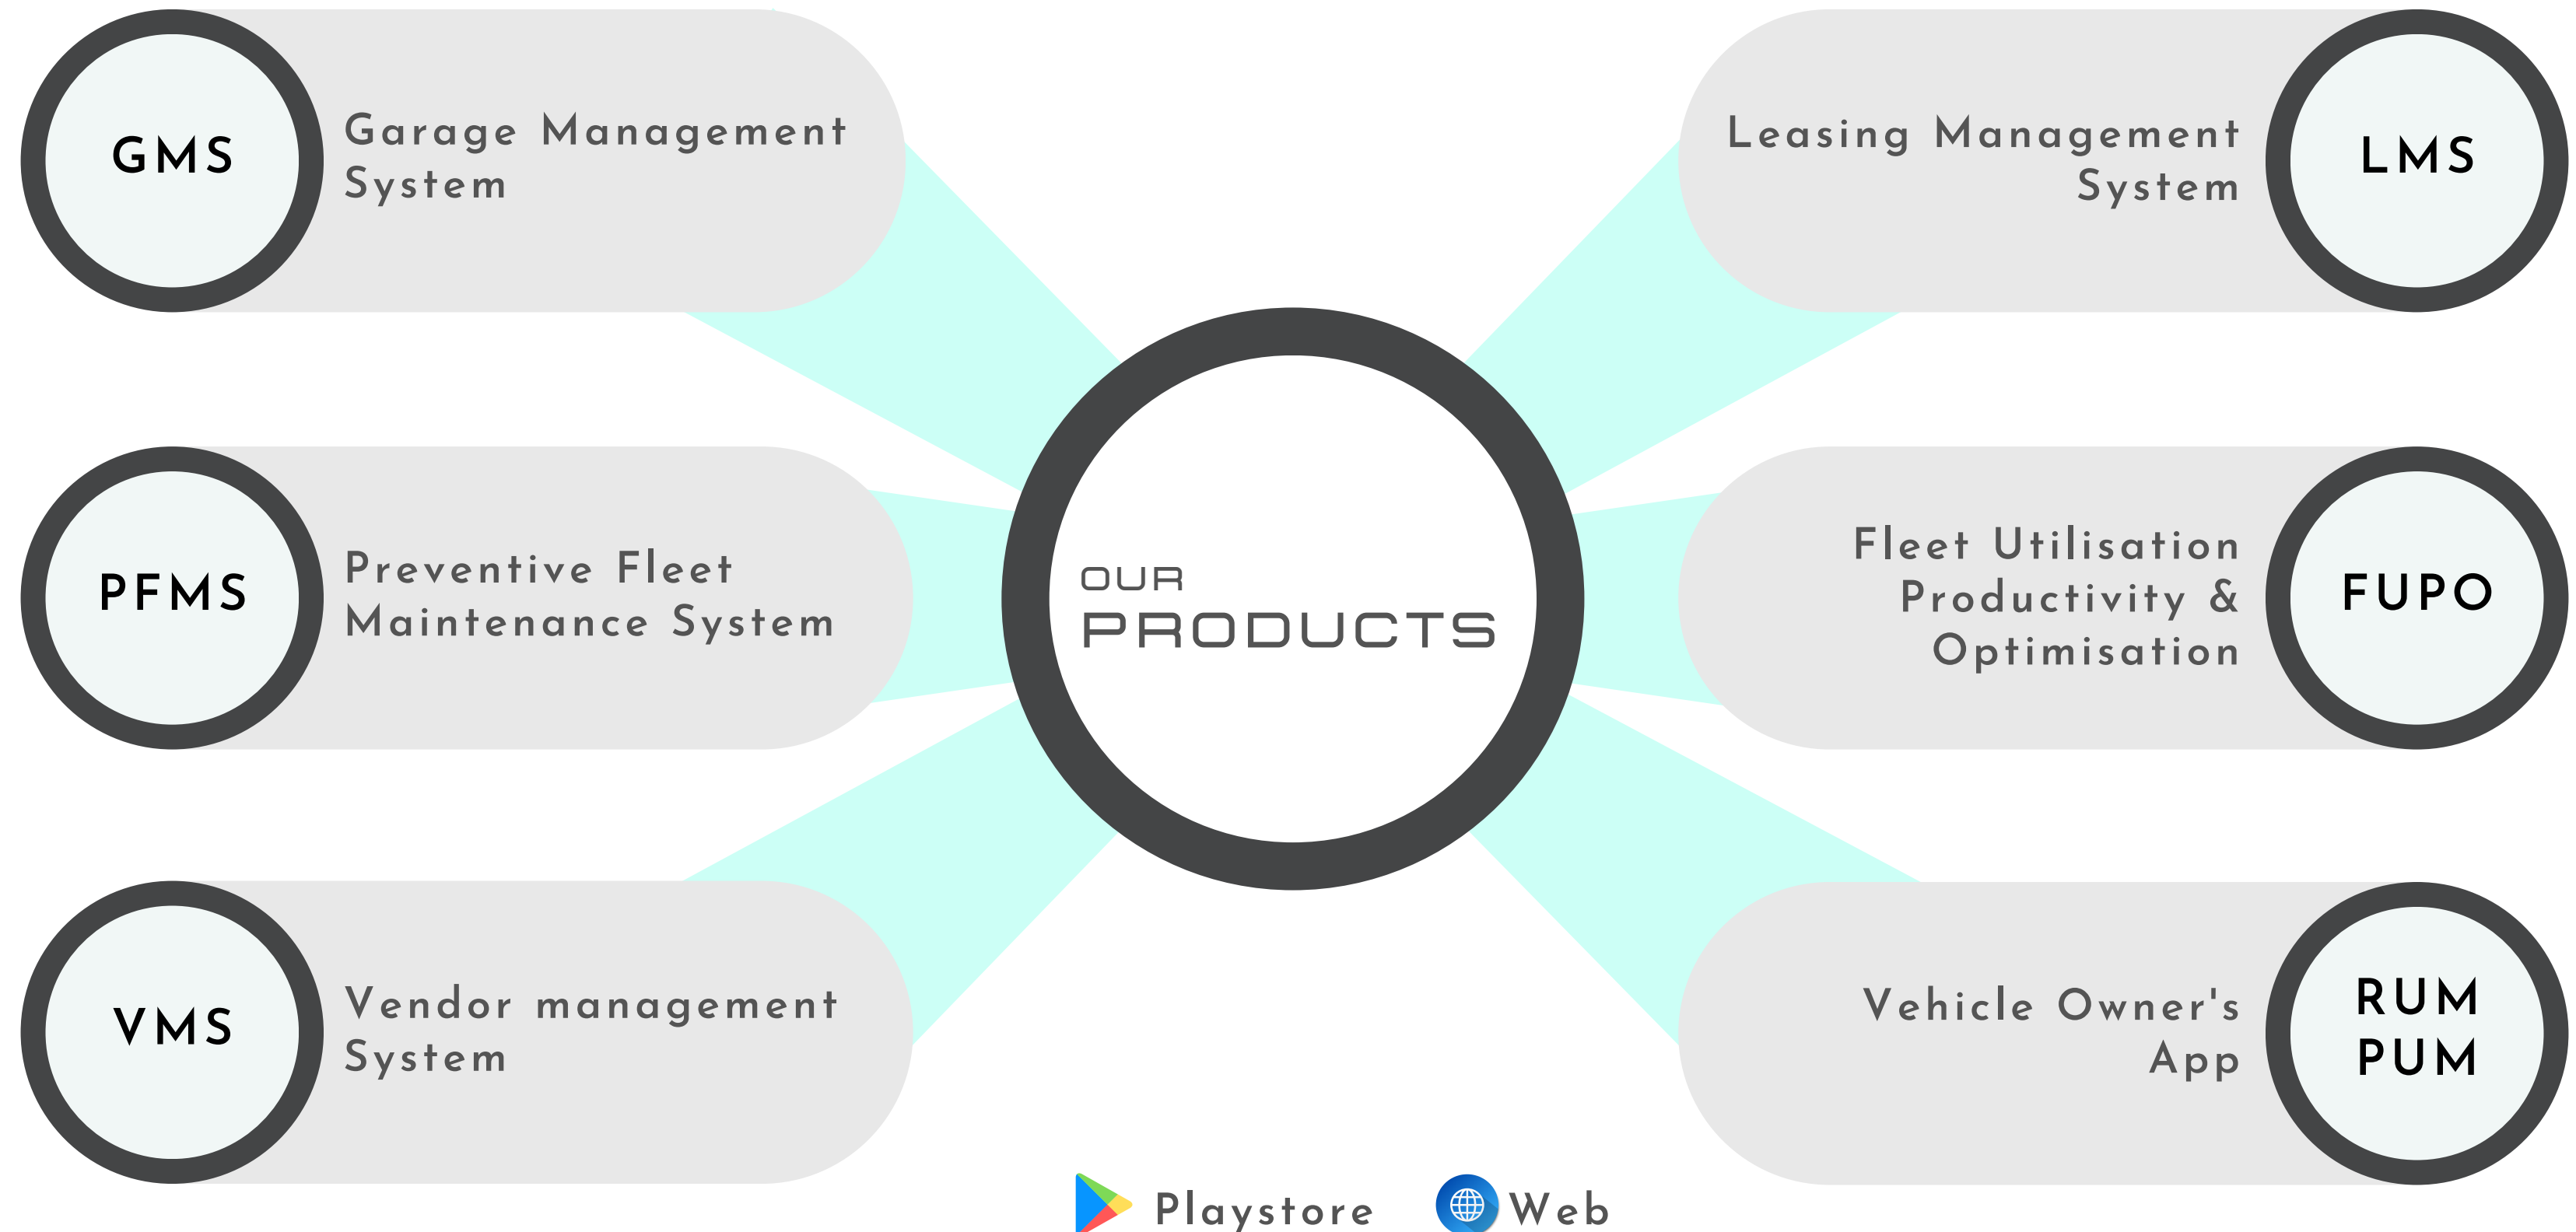 GMS
Garage Management
System
PFMS
Preventive Fleet
Maintenance System
VMS
Vendor management
System
OUR
PRODUCTS
Leasing Management
System
LMS
Fleet Utilisation
Productivity &
Optimisation
FUPO
Vehicle Owner's
App
RUM
PUM
Playstore
Web